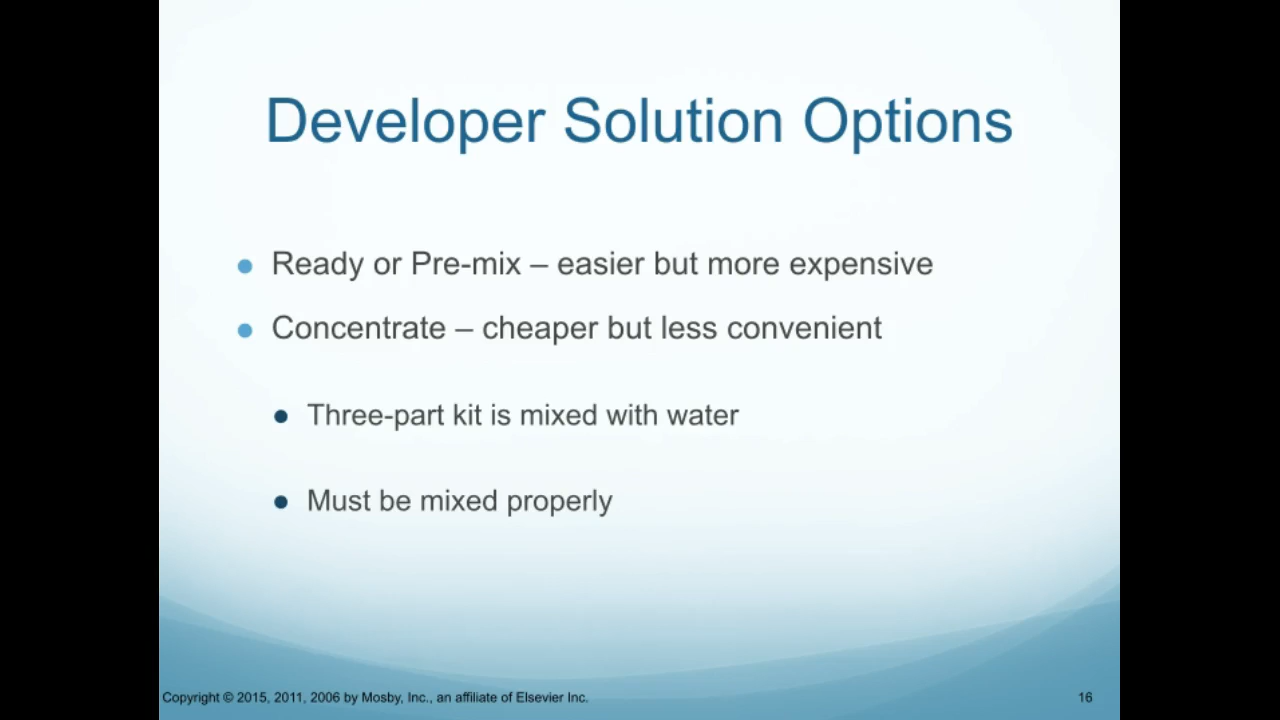 Developer Solution Options
Ready or Pre-mix – easier but more expensive
Concentrate – cheaper but less convenient
Three-part kit is mixed with water
Must be mixed properly
Copyright © 2015, 2011, 2006 by Mosby, Inc., an affiliate of Elsevier Inc.
16